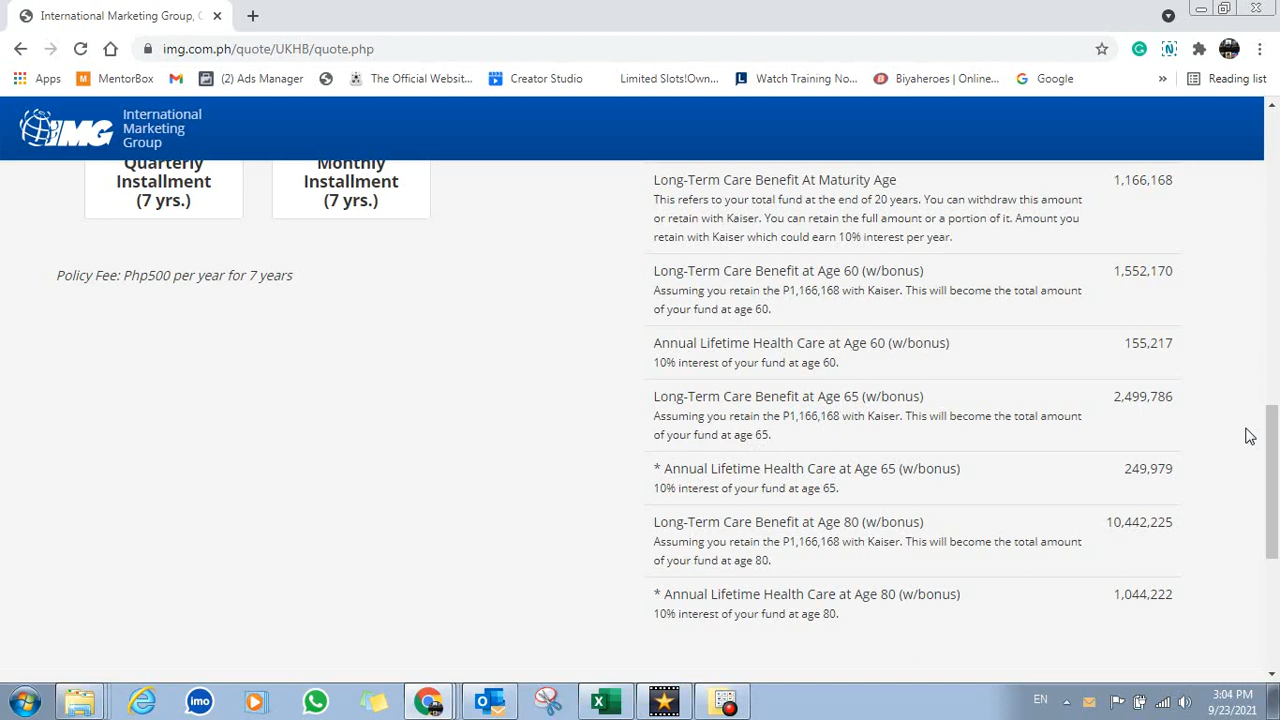 International Marketing Group, C
img.com.ph/quote/UKHB/quote.php
Apps
MentorBox
(2) Ads Manager
The Official Websit...
Creator Studio
Limited Slots!Own...
Watch Training No...
Biyaheroes | Online...
Google
»
Reading list
IMG
International
Marketing
Group
Quarterly
Installment
(7 yrs.)
Monthly
Installment
(7 yrs.)
Policy Fee: Php500 per year for 7 years
Long-Term Care Benefit At Maturity Age 1,166,168
This refers to your total fund at the end of 20 years. You can withdraw this amount
or retain with Kaiser. You can retain the full amount or a portion of it. Amount you
retain with Kaiser which could earn 10% interest per year.
Long-Term Care Benefit at Age 60 (w/bonus) 1,552,170
Assuming you retain the P1,166,168 with Kaiser. This will become the total amount
of your fund at age 60.
Annual Lifetime Health Care at Age 60 (w/bonus) 155,217
10% interest of your fund at age 60.
Long-Term Care Benefit at Age 65 (w/bonus) 2,499,786
Assuming you retain the P1,166,168 with Kaiser. This will become the total amount
of your fund at age 65.
* Annual Lifetime Health Care at Age 65 (w/bonus) 249,979
10% interest of your fund at age 65.
Long-Term Care Benefit at Age 80 (w/bonus) 10,442,225
Assuming you retain the P1,166,168 with Kaiser. This will become the total amount
of your fund at age 80.
* Annual Lifetime Health Care at Age 80 (w/bonus) 1,044,222
10% interest of your fund at age 80.
imo
EN
3:04 PM
9/23/2021